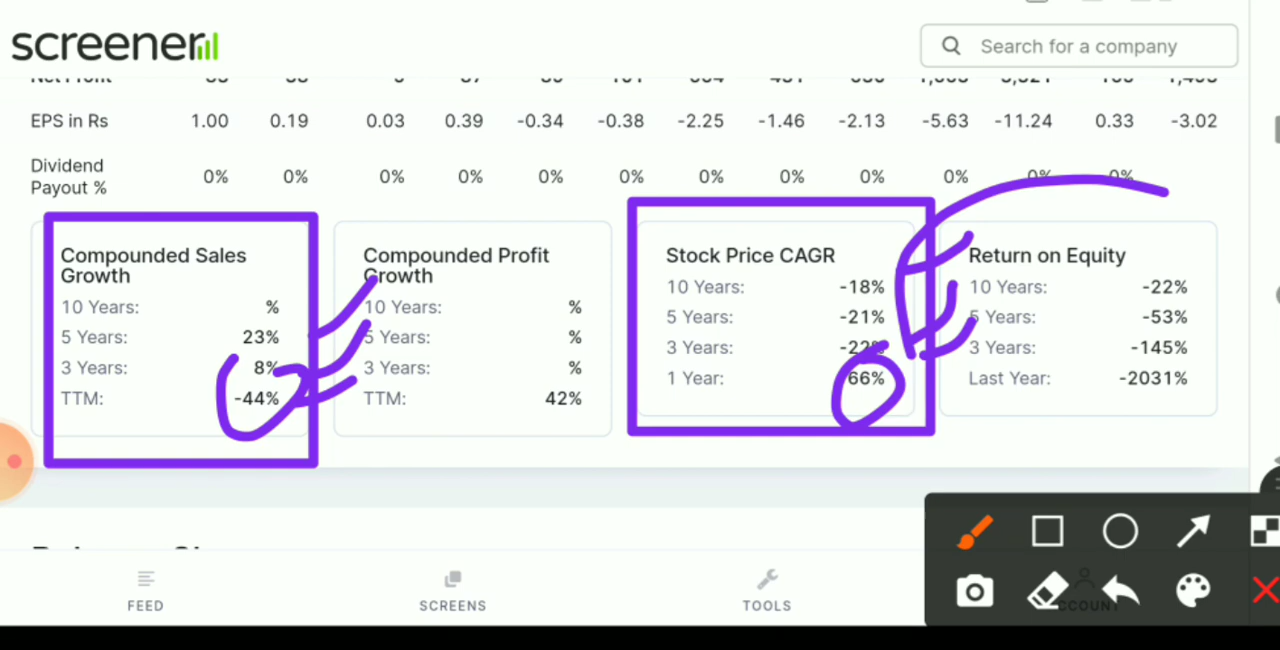 screener
Search for a company
Net Profit
EPS in Rs 1.00 0.19 0.03 0.39 -0.34 -0.38 -2.25 -1.46 -2.13 -5.63 -11.24 0.33 -3.02
Dividend
Payout % 0% 0% 0% 0% 0% 0% 0% 0% 0% 0% 0% 0%
Compounded Sales
Growth
10 Years: %
5 Years: 23%
3 Years: 8%
TTM: -44%
Compounded Profit
Growth
10 Years: %
5 Years: %
3 Years: %
TTM: 42%
Stock Price CAGR
10 Years: -18%
5 Years: -21%
3 Years: -22%
1 Year: 66%
Return on Equity
10 Years: -22%
5 Years: -53%
3 Years: -145%
Last Year: -2031%
FEED
SCREENS
TOOLS